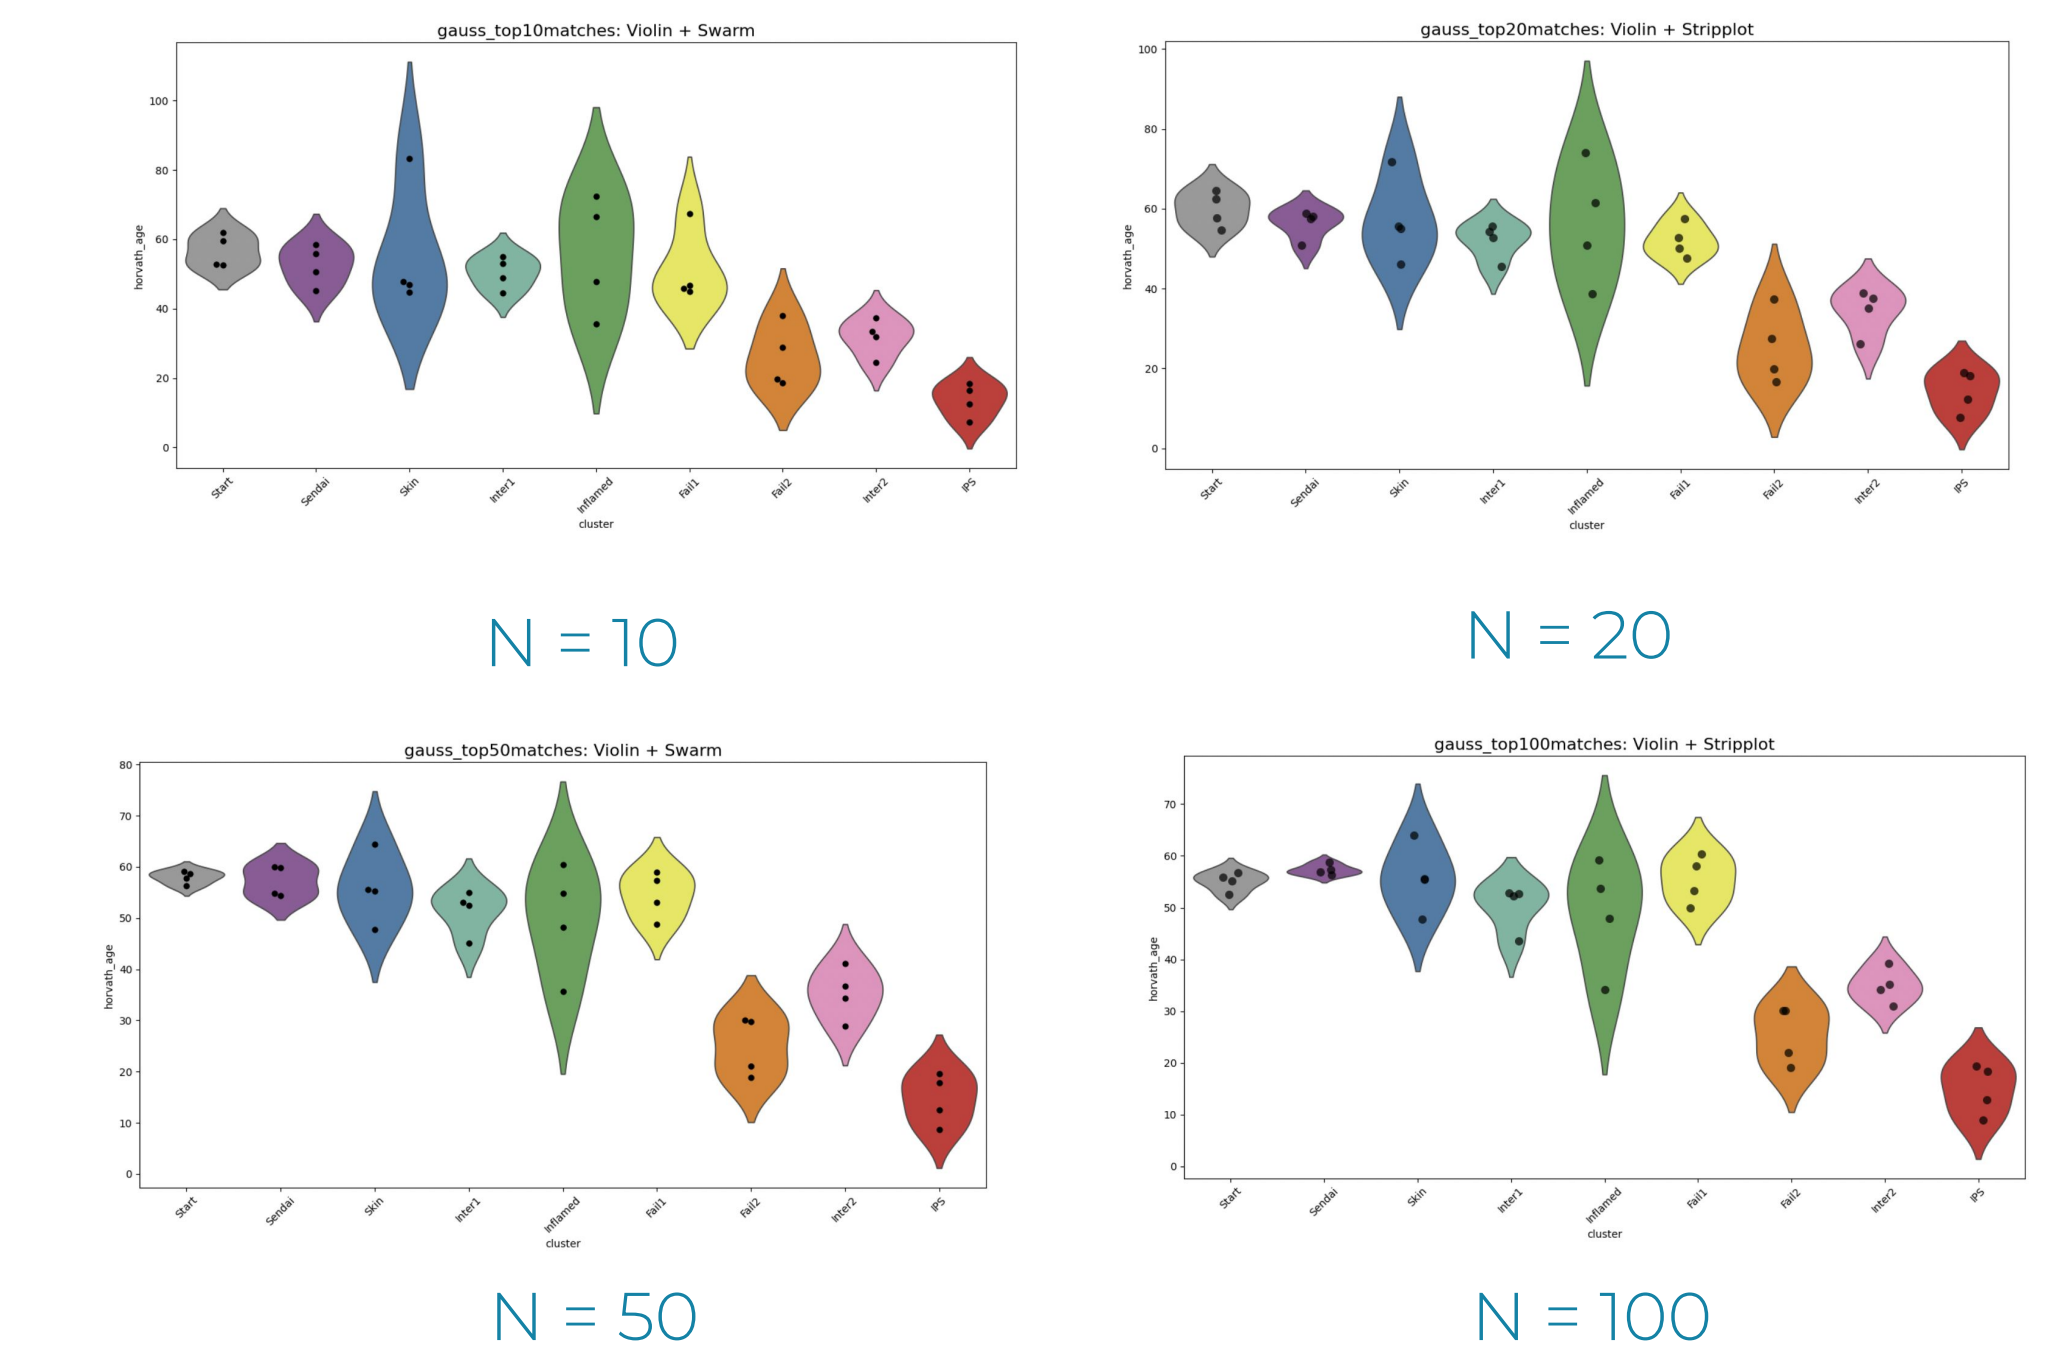 gauss_top10matches: Violin + Swarm
horvath_age
100
80
60
40
20
0
Start
Sendai
Skin
Inter1
Inflamed
Fail1
Fail2
Inter2
IPS
cluster
N = 10
gauss_top20matches: Violin + Stripplot
horvath_age
100
80
60
40
20
0
Start
Sendai
Skin
Inter1
Inflamed
Fail1
Fail2
Inter2
IPS
cluster
N = 20
gauss_top50matches: Violin + Swarm
horvath_age
80
70
60
50
40
30
20
10
0
Start
Sendai
Skin
Inter1
Inflamed
Fail1
Fail2
Inter2
IPS
cluster
N = 50
gauss_top100matches: Violin + Stripplot
horvath_age
70
60
50
40
30
20
10
0
Start
Sendai
Skin
Inter1
Inflamed
Fail1
Fail2
Inter2
IPS
cluster
N = 100